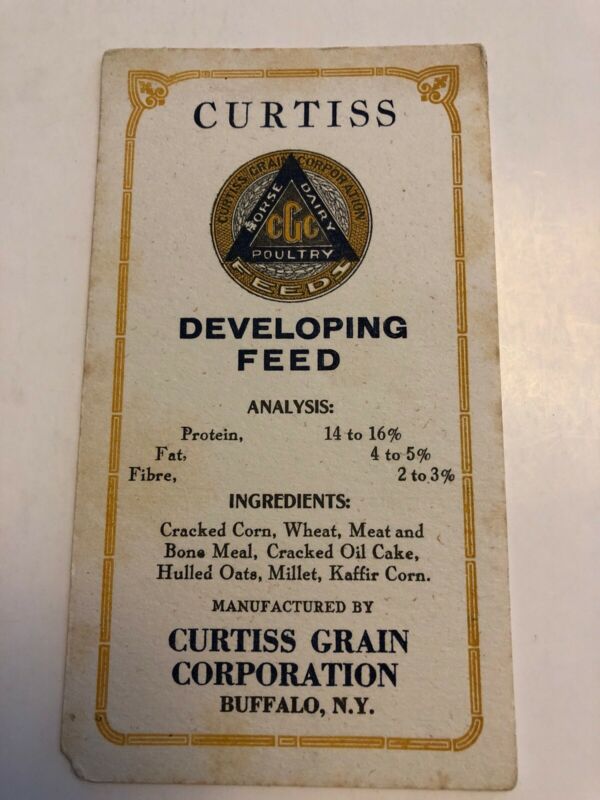 CURTISS
CURTISS GRAIN CORPORATION
HORSE DAIRY
CGC
POULTRY
FEEDS
DEVELOPING
FEED
ANALYSIS:
Protein, 14 to 16%
Fat, 4 to 5%
Fibre, 2 to 3%
INGREDIENTS:
Cracked Corn, Wheat, Meat and
Bone Meal, Cracked Oil Cake,
Hulled Oats, Millet, Kaffir Corn.
MANUFACTURED BY
CURTISS GRAIN
CORPORATION
BUFFALO, N.Y.